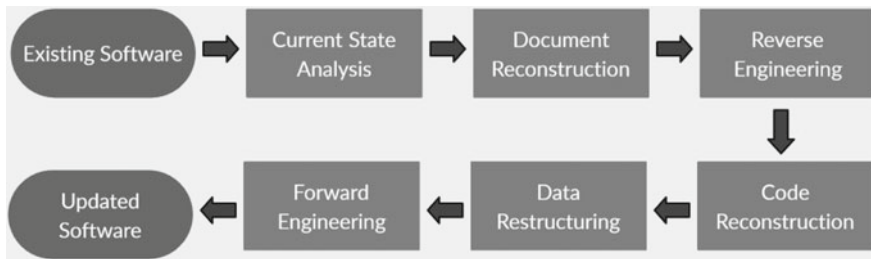 Existing Software
Current State
Analysis
Document
Reconstruction
Reverse
Engineering
Updated
Software
Forward
Engineering
Data
Restructuring
Code
Reconstruction